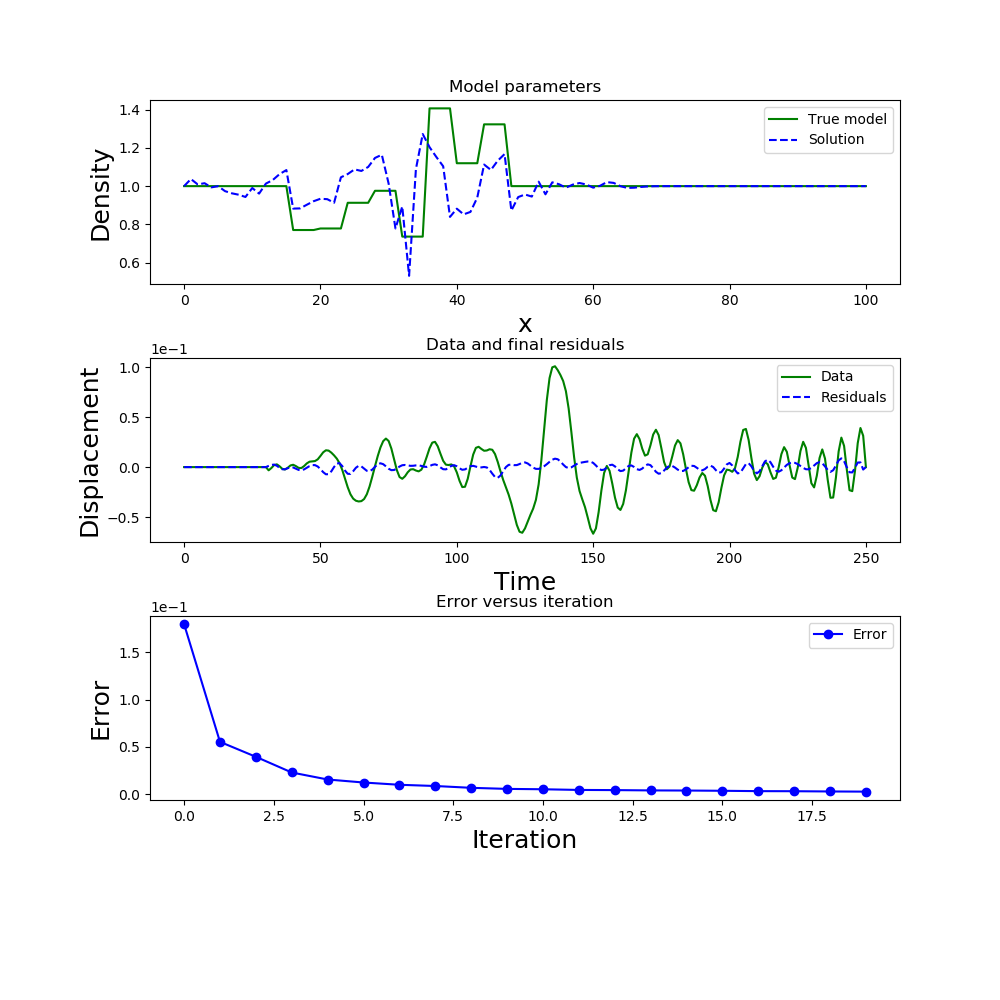 Model parameters
Density
1.4
1.2
1.0
0.8
0.6
True model
Solution
0 20 40 60 80 100
x
1e−1
Data and final residuals
Displacement
1.0
0.5
0.0
−0.5
Data
Residuals
0 50 100 150 200 250
Time
1e−1
Error versus iteration
Error
1.5
1.0
0.5
0.0
Error
0.0 2.5 5.0 7.5 10.0 12.5 15.0 17.5
Iteration